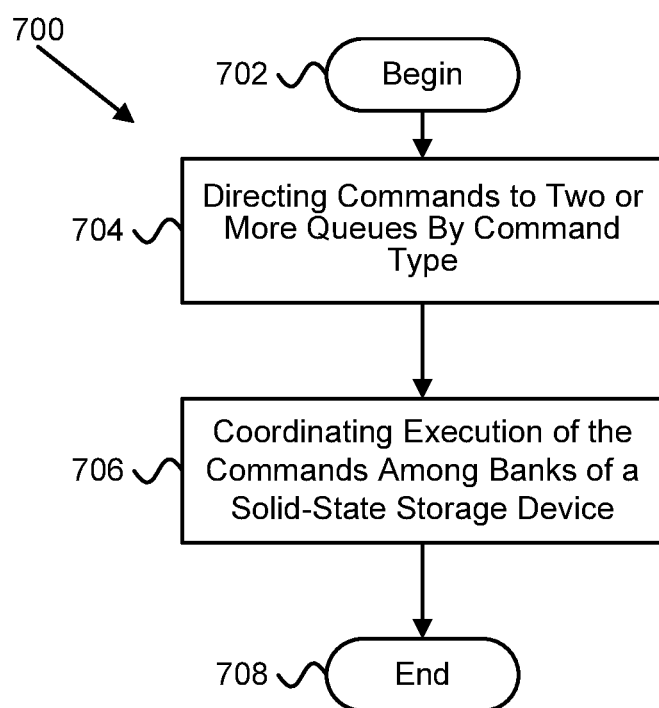 700
702
Begin
704
Directing Commands to Two or
More Queues By Command
Type
706
Coordinating Execution of the
Commands Among Banks of a
Solid-State Storage Device
708
End